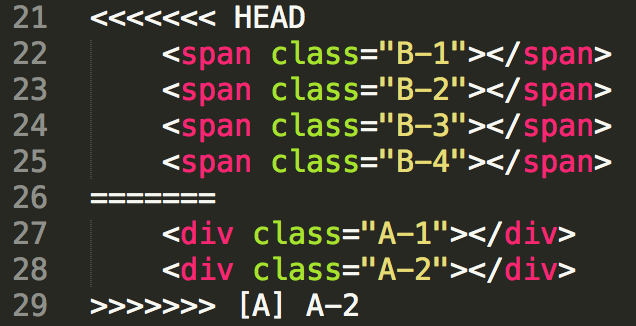 21 <<<<<<< HEAD
22     <span class="B-1"></span>
23     <span class="B-2"></span>
24     <span class="B-3"></span>
25     <span class="B-4"></span>
26 =======
27     <div class="A-1"></div>
28     <div class="A-2"></div>
29 >>>>>>> [A] A-2